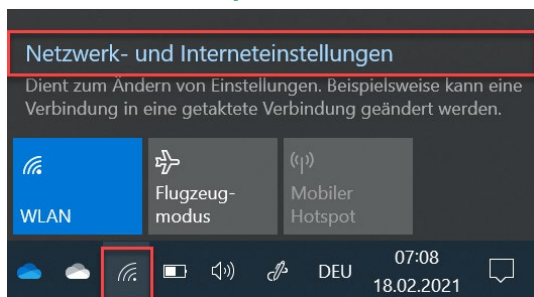 Netzwerk- und Interneteinstellungen
Dient zum Ändern von Einstellungen. Beispielsweise kann eine
Verbindung in eine getaktete Verbindung geändert werden.
WLAN
Flugzeug-
modus
Mobiler
Hotspot
DEU
07:08
18.02.2021